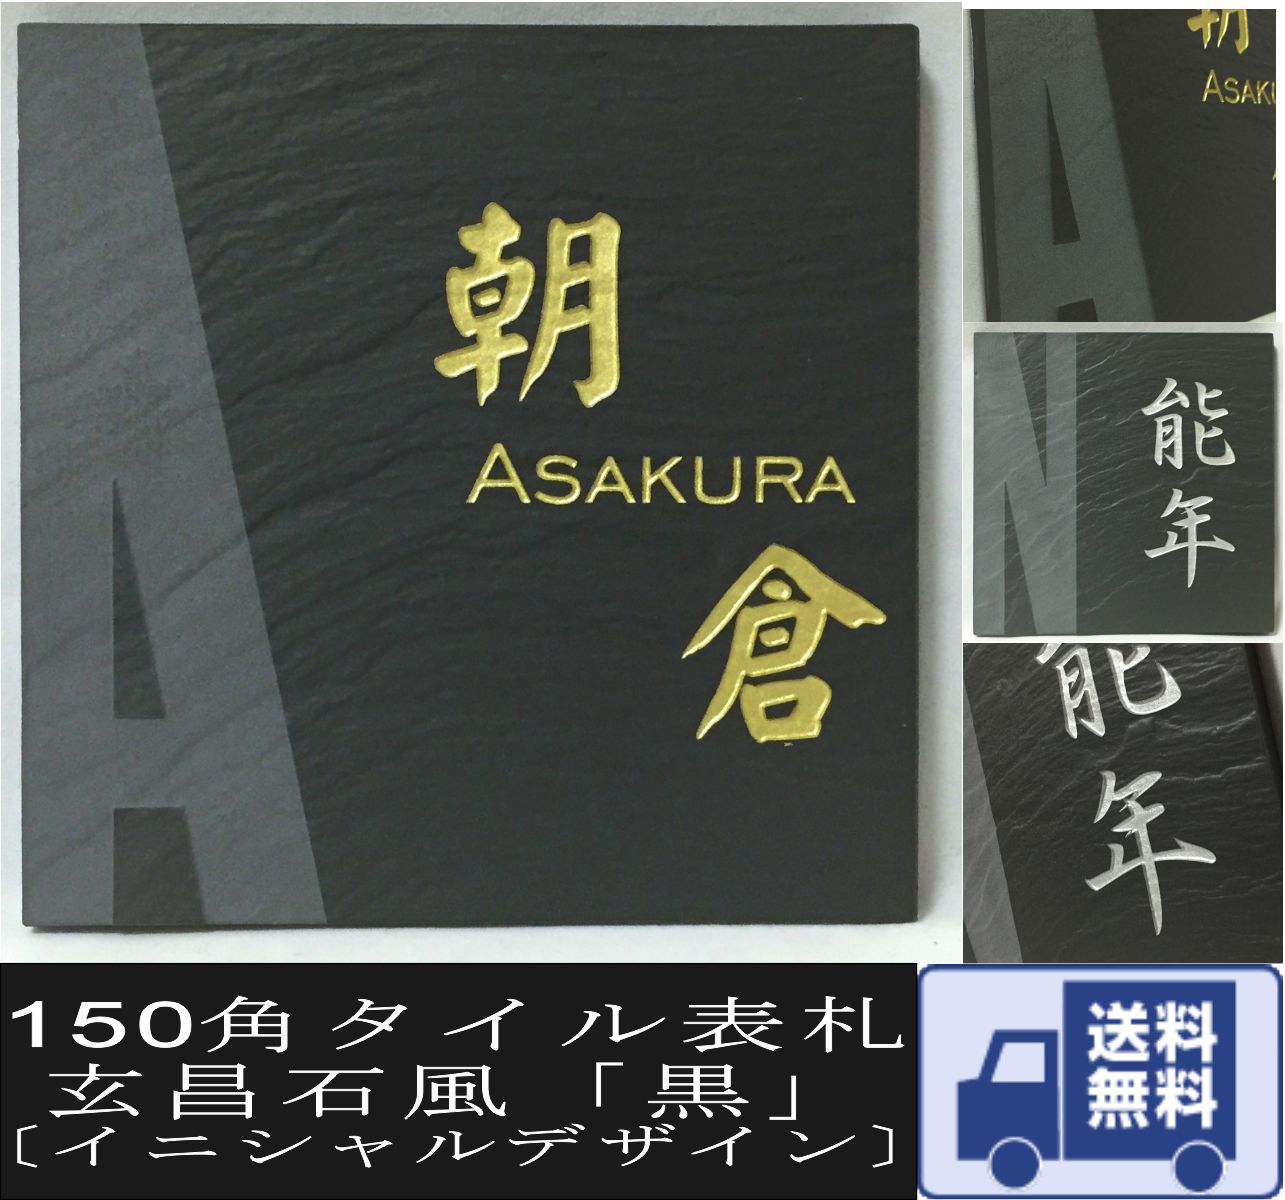 A
朝
ASAKURA
倉
朝
ASAKU
A
N
能
年
能
年
150角タイル表札
玄昌石風「黒」
〔イニシャルデザイン〕
送料
無料